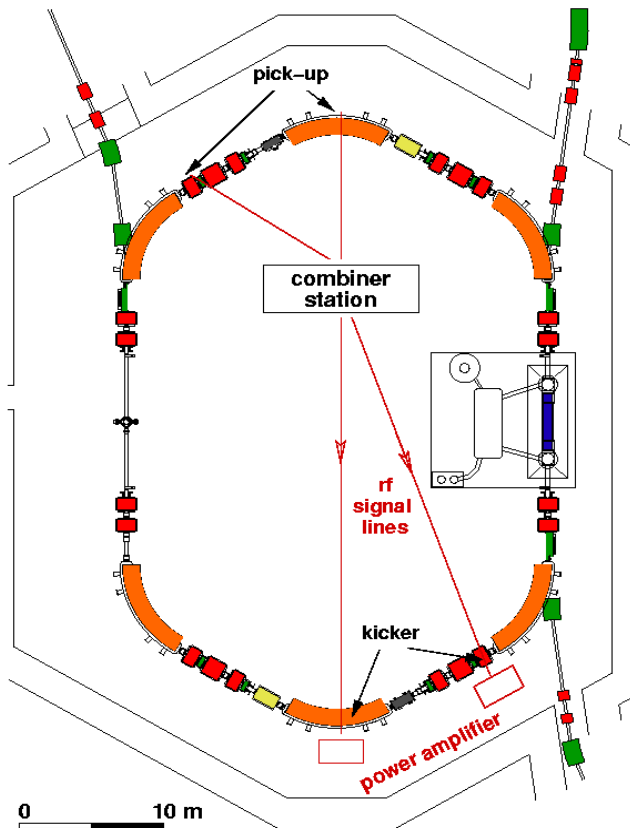 pick-up
combiner
station
rf
signal
lines
kicker
power amplifier
0 10 m